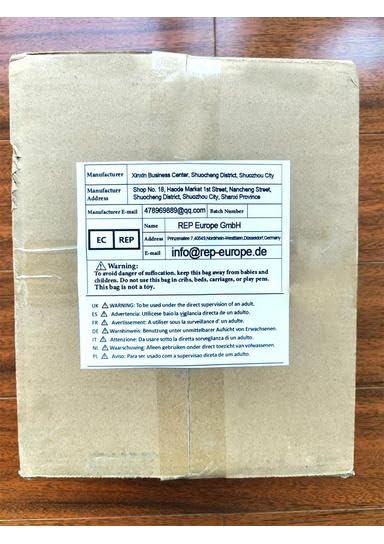 Manufacturer Xinxin Business Center, Shuocheng District, Shuozhou City
Manufacturer Address Shop No. 18, Haode Market 1st Street, Nancheng Street,
Shuocheng District, Shuozhou City, Shanxi Province
Manufacturer E-mail 478969889@qq.com Batch Number
EC REP
Name REP Europe GmbH
Address Prinzenallee 7,40549,Nordrhein-Westfalen,Düsseldorf,Germany
E-mail info@rep-europe.de
⚠ Warning:
To avoid danger of suffocation, keep this bag away from babies and
children. Do not use this bag in cribs, beds, carriages, or play pens.
This bag is not a toy.
UK ⚠ WARNING: To be used under the direct supervision of an adult.
ES ⚠ Advertencia: Utilícese bajo la vigilancia directa de un adulto.
FR ⚠ Avertissement: A utiliser sous la surveillance d' un adulte.
DE ⚠ Warnhinweis: Benutzung unter unmittelbarer Aufsicht von Erwachsenen.
IT ⚠ Attenzione: Da usare sotto la diretta sorveglianza di un adulto.
NL ⚠ Waarschuwing: Alleen gebruiken onder direct toezicht van volwassenen.
PL ⚠ Aviso: Para ser usado com a supervisao direta de um adulto.